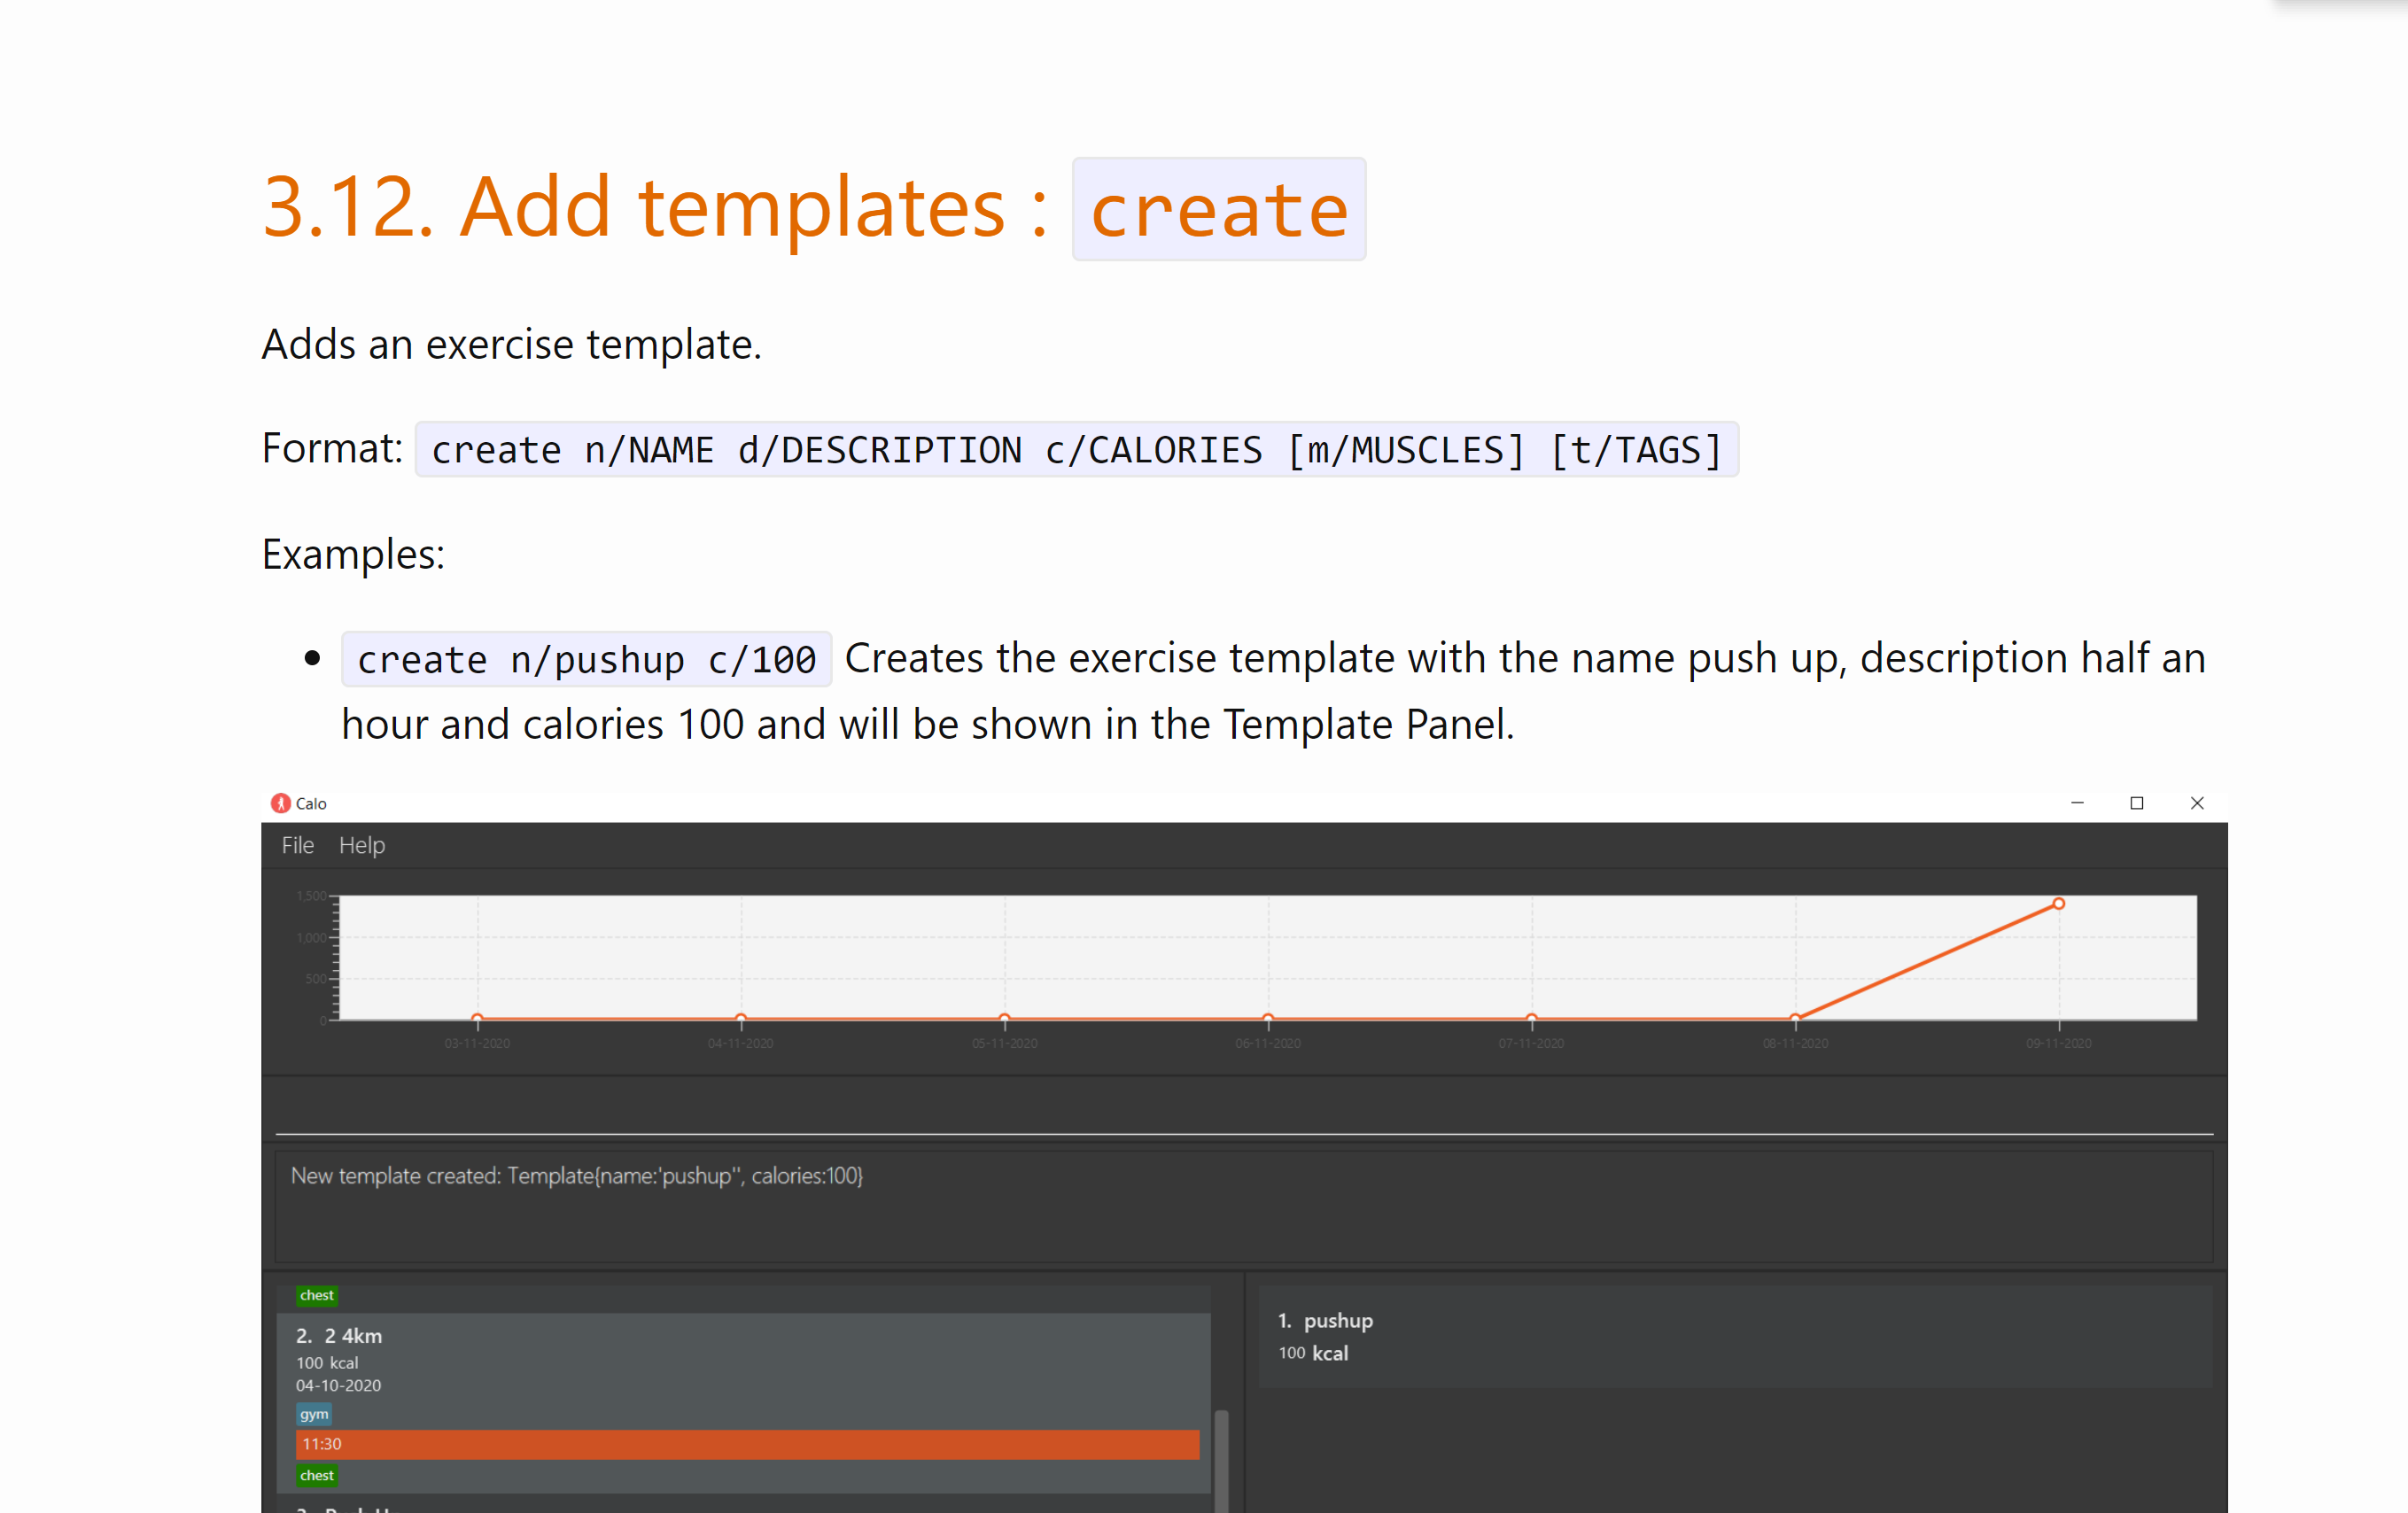 3.12. Add templates : create
Adds an exercise template.
Format: create n/NAME d/DESCRIPTION c/CALORIES [m/MUSCLES] [t/TAGS]
Examples:
• create n/pushup c/100 Creates the exercise template with the name push up, description half an
hour and calories 100 and will be shown in the Template Panel.
Calo
File Help
1,500
1,000
500
0
03-11-2020 04-11-2020 05-11-2020 06-11-2020 07-11-2020 08-11-2020 09-11-2020
New template created: Template{name:'pushup'', calories:100}
chest
2. 2 4km
100 kcal
04-10-2020
gym
11:30
chest
1. pushup
100 kcal